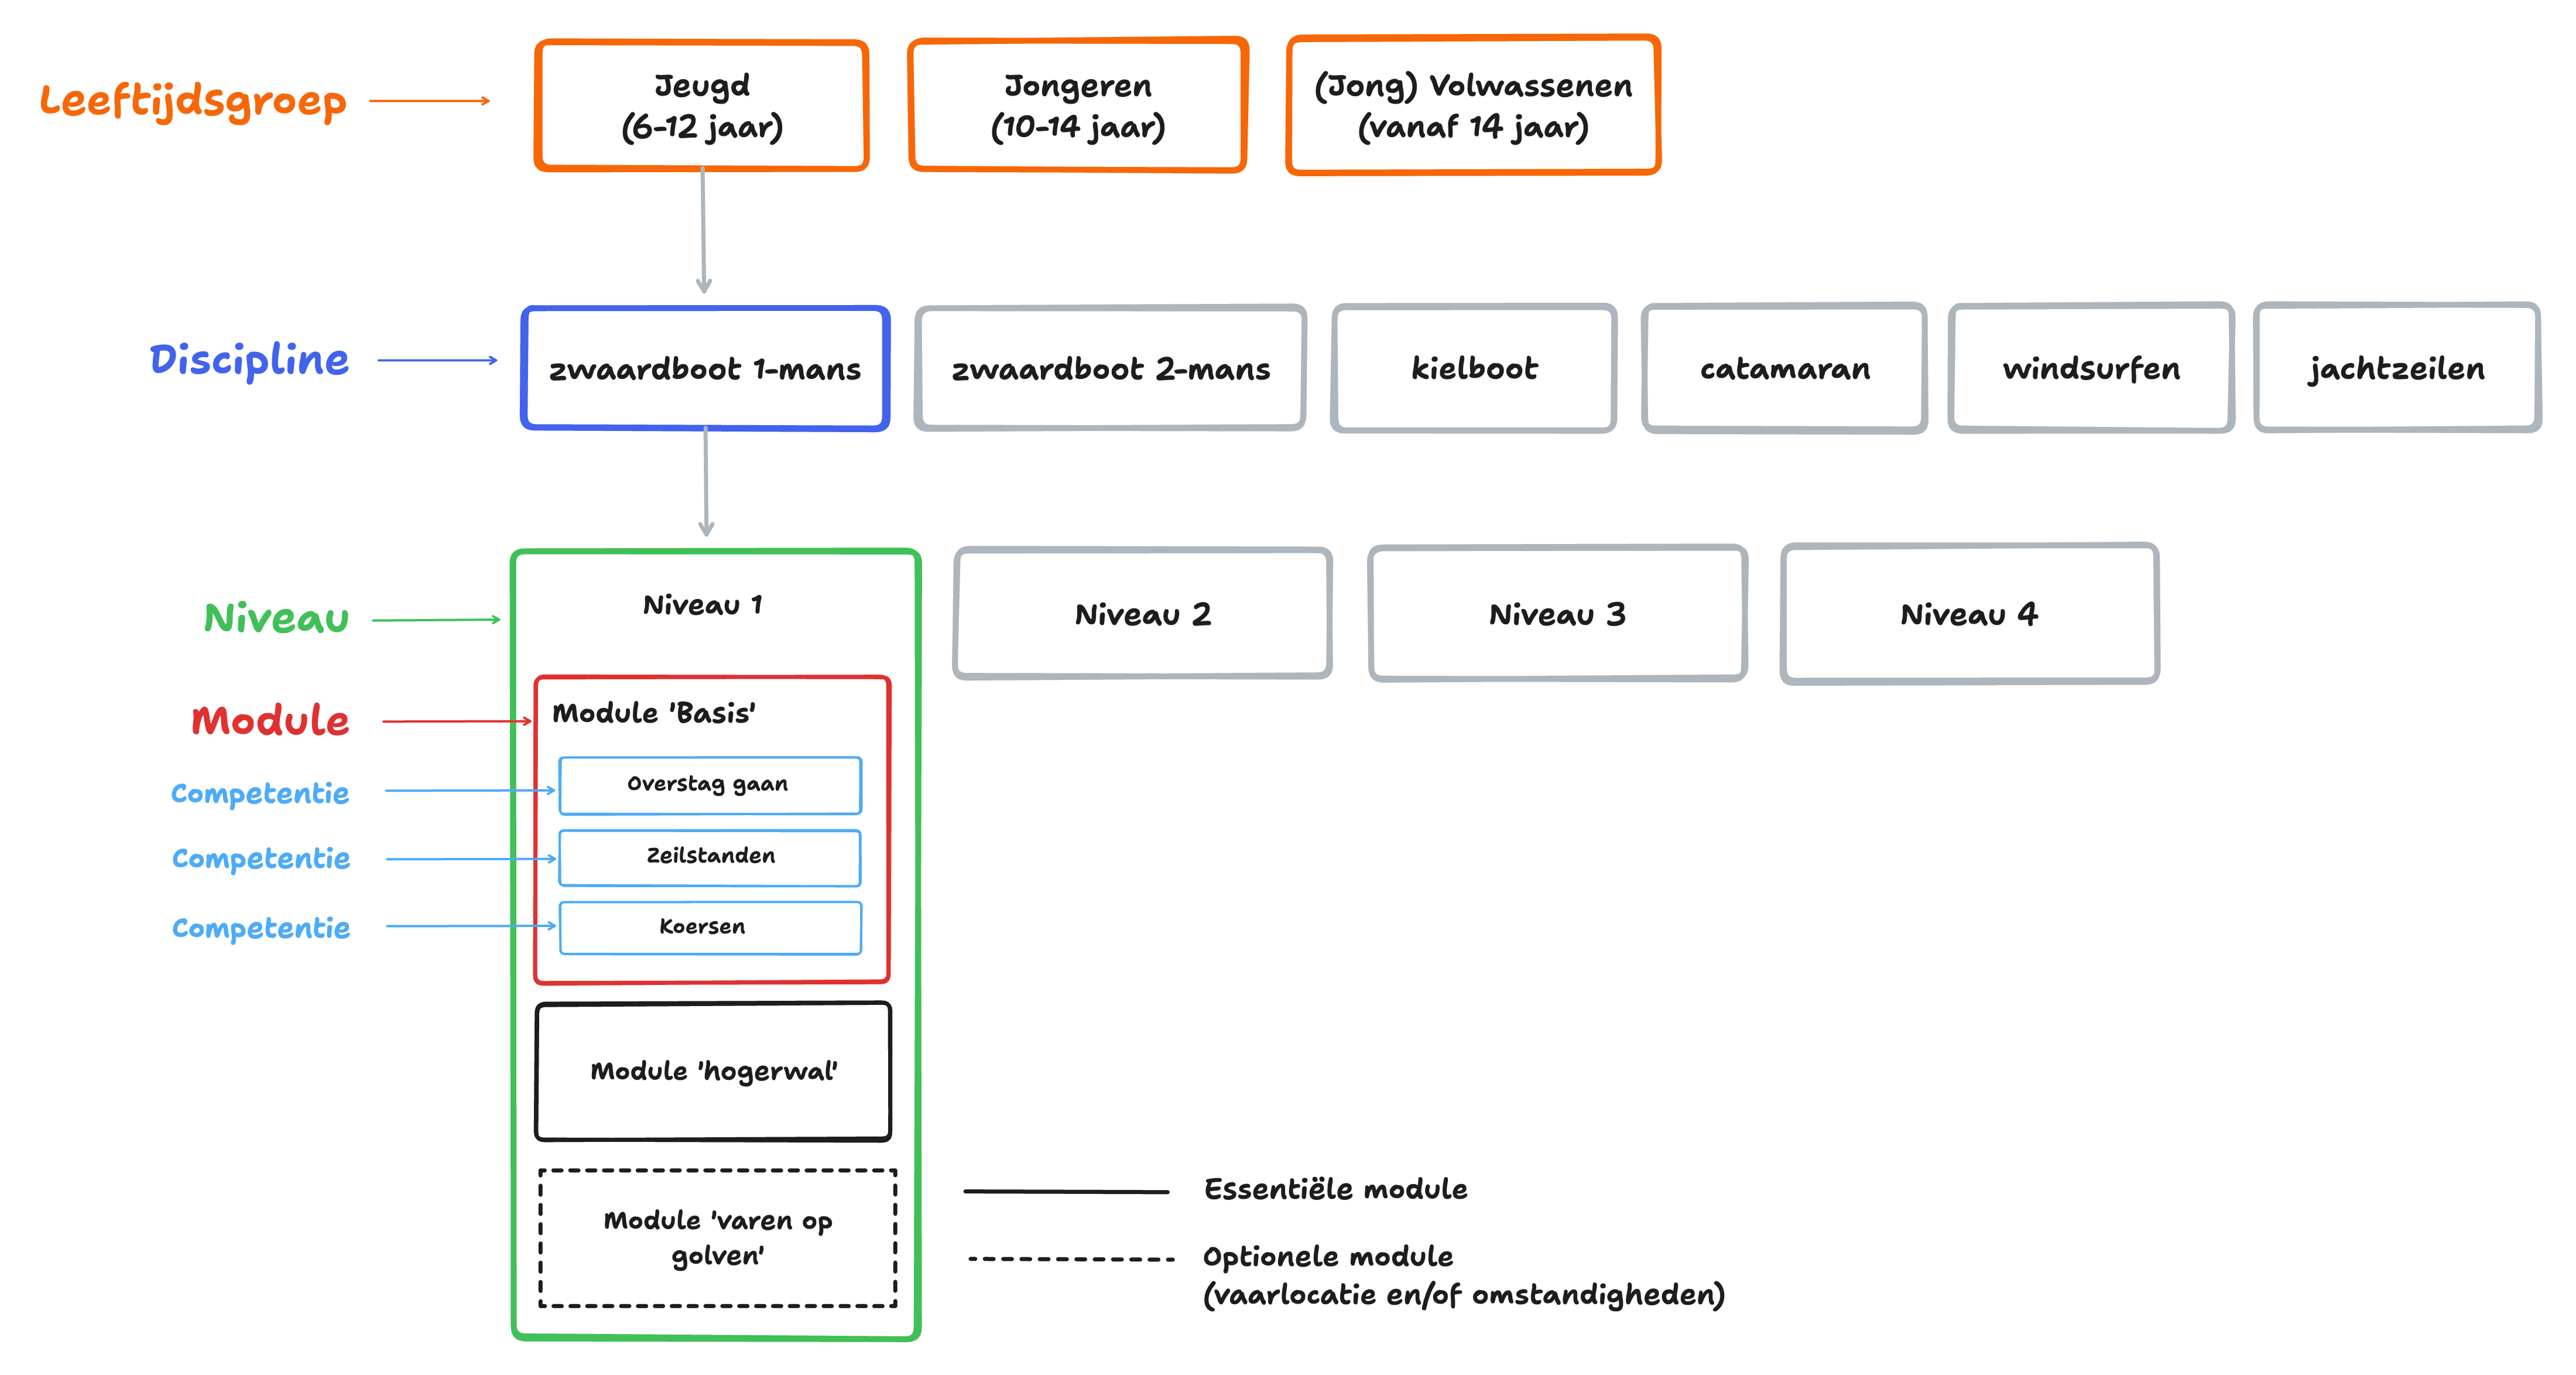 Leeftijdsgroep
Jeugd
(6-12 jaar)
Jongeren
(10-14 jaar)
(Jong) Volwassenen
(vanaf 14 jaar)
Discipline
zwaardboot 1-mans
zwaardboot 2-mans
kielboot
catamaran
windsurfen
jachtzeilen
Niveau
Niveau 1
Niveau 2
Niveau 3
Niveau 4
Module
Module 'Basis'
Competentie
Overstag gaan
Competentie
Zeilstanden
Competentie
Koersen
Module 'hogerwal'
Module 'varen op
golven'
Essentiële module
Optionele module
(vaarlocatie en/of omstandigheden)